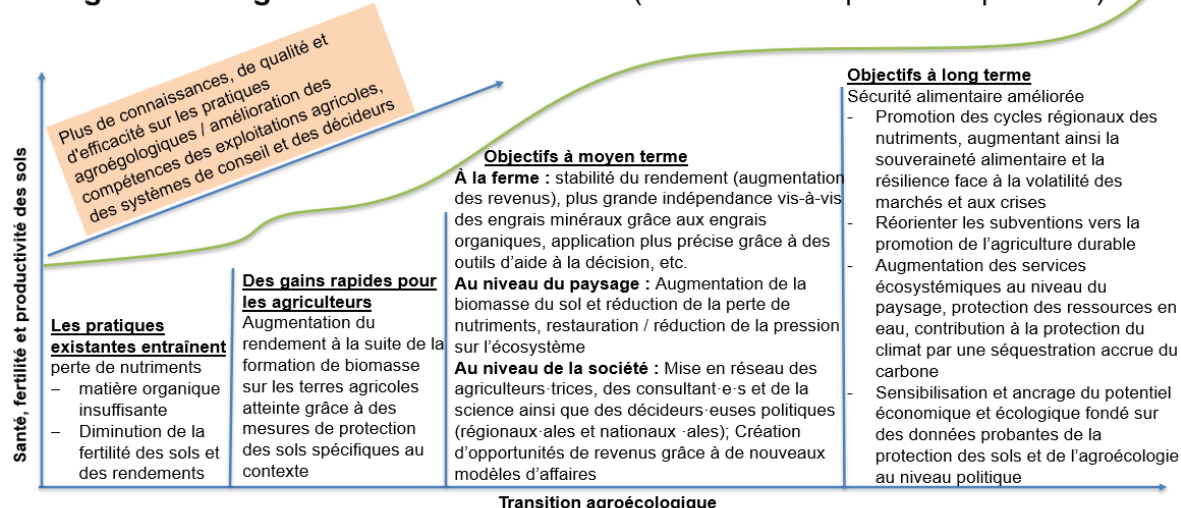 Plus de connaissances, de qualité et
d'efficacité sur les pratiques
agroégologiques / amélioration des
compétences des exploitations agricoles,
des systèmes de conseil et des décideurs
Santé, fertilité et productivité des sols
Les pratiques
existantes entraînent
perte de nutriments
– matière organique
insuffisante
– Diminution de la
fertilité des sols et
des rendements
Des gains rapides pour
les agriculteurs
Augmentation du
rendement à la suite de la
formation de biomasse
sur les terres agricoles
atteinte grâce à des
mesures de protection
des sols spécifiques au
contexte
Objectifs à moyen terme
À la ferme : stabilité du rendement (augmentation
des revenus), plus grande indépendance vis-à-vis
des engrais minéraux grâce aux engrais
organiques, application plus précise grâce à des
outils d'aide à la décision, etc.
Au niveau du paysage : Augmentation de la
biomasse du sol et réduction de la perte de
nutriments, restauration / réduction de la pression
sur l'écosystème
Au niveau de la société : Mise en réseau des
agriculteurs·trices, des consultant·e·s et de la
science ainsi que des décideurs·euses politiques
(régionaux·ales et nationaux ·ales); Création
d'opportunités de revenus grâce à de nouveaux
modèles d'affaires
Objectifs à long terme
Sécurité alimentaire améliorée
- Promotion des cycles régionaux des
nutriments, augmentant ainsi la
souveraineté alimentaire et la
résilience face à la volatilité des
marchés et aux crises
- Réorienter les subventions vers la
promotion de l'agriculture durable
- Augmentation des services
écosystémiques au niveau du
paysage, protection des ressources en
eau, contribution à la protection du
climat par une séquestration accrue du
carbone
- Sensibilisation et ancrage du potentiel
économique et écologique fondé sur
des données probantes de la
protection des sols et de l'agroécologie
au niveau politique
Transition agroécologique